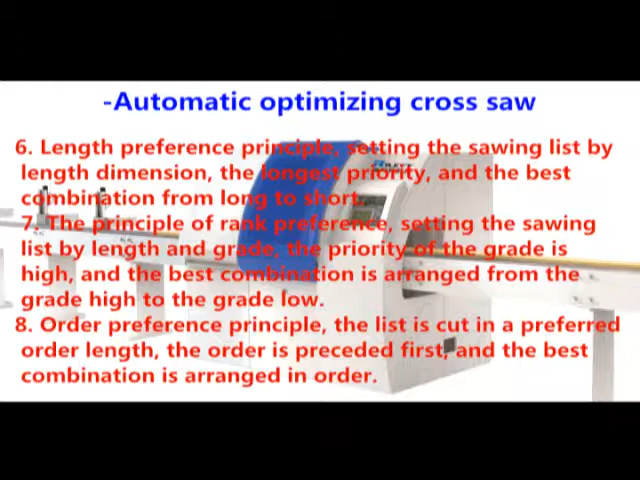 -Automatic optimizing cross saw
6. Length preference principle, setting the sawing list by
length dimension, the longest priority, and the best
combination from long to short.
7. The principle of rank preference, setting the sawing
list by length and grade, the priority of the grade is
high, and the best combination is arranged from the
grade high to the grade low.
8. Order preference principle, the list is cut in a preferred
order length, the order is preceded first, and the best
combination is arranged in order.